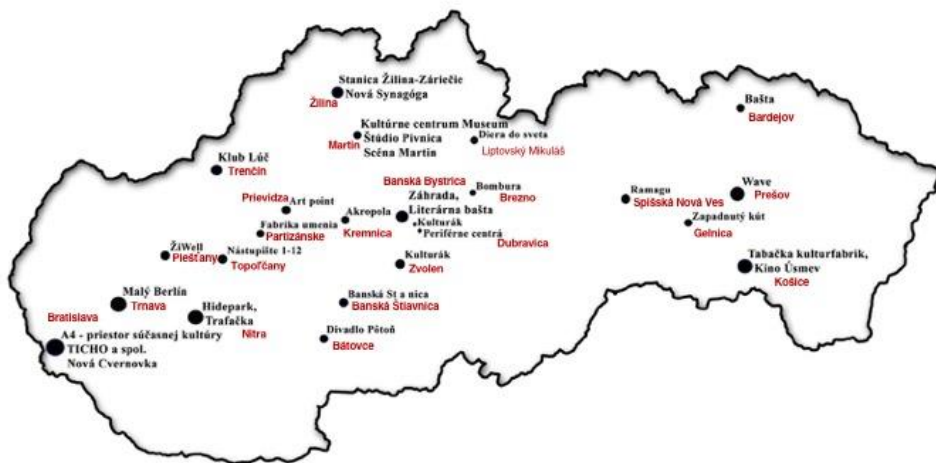 Stanica Žilina-Záriečie
Nová Synagóga
Žilina
Bašta
Bardejov
Kultúrne centrum Museum
Štúdio Pivnica
Scéna Martin
Martin
Diera do sveta
Liptovský Mikuláš
Klub Lúč
Trenčín
Banská Bystrica
Záhrada,
Literárna bašta
Bombura
Brezno
Ramagu
Spišská Nová Ves
Wave
Prešov
Prievidza
Art point
Akropola
Kremnica
Fabrika umenia
Partizánske
Kulturák
Periférne centrá
Dubravica
Zapadnutý kút
Gelnica
ŽiWell
Piešťany
Nástupište 1-12
Topoľčany
Kulturák
Zvolen
Tabačka kulturfabrik,
Kino Úsmev
Košice
Malý Berlín
Trnava
Hidepark,
Trafačka
Nitra
Banská St a nica
Banská Štiavnica
Bratislava
A4 - priestor súčasnej kultúry
TICHO a spol.
Nová Cvernovka
Divadlo Pôtoň
Bátovce